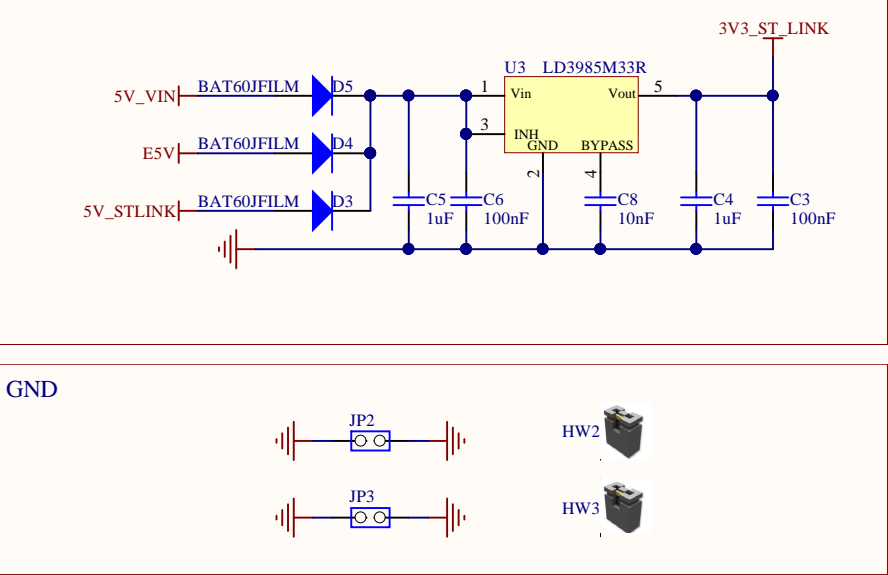 3V3_ST_LINK
U3 LD3985M33R
5V_VIN BAT60JFILM D5 1 Vin Vout 5
3 INH
E5V BAT60JFILM D4 GND BYPASS
2 4
5V_STLINK BAT60JFILM D3 C5 C6 C8 C4 C3
1uF 100nF 10nF 1uF 100nF
GND
JP2 HW2
JP3 HW3